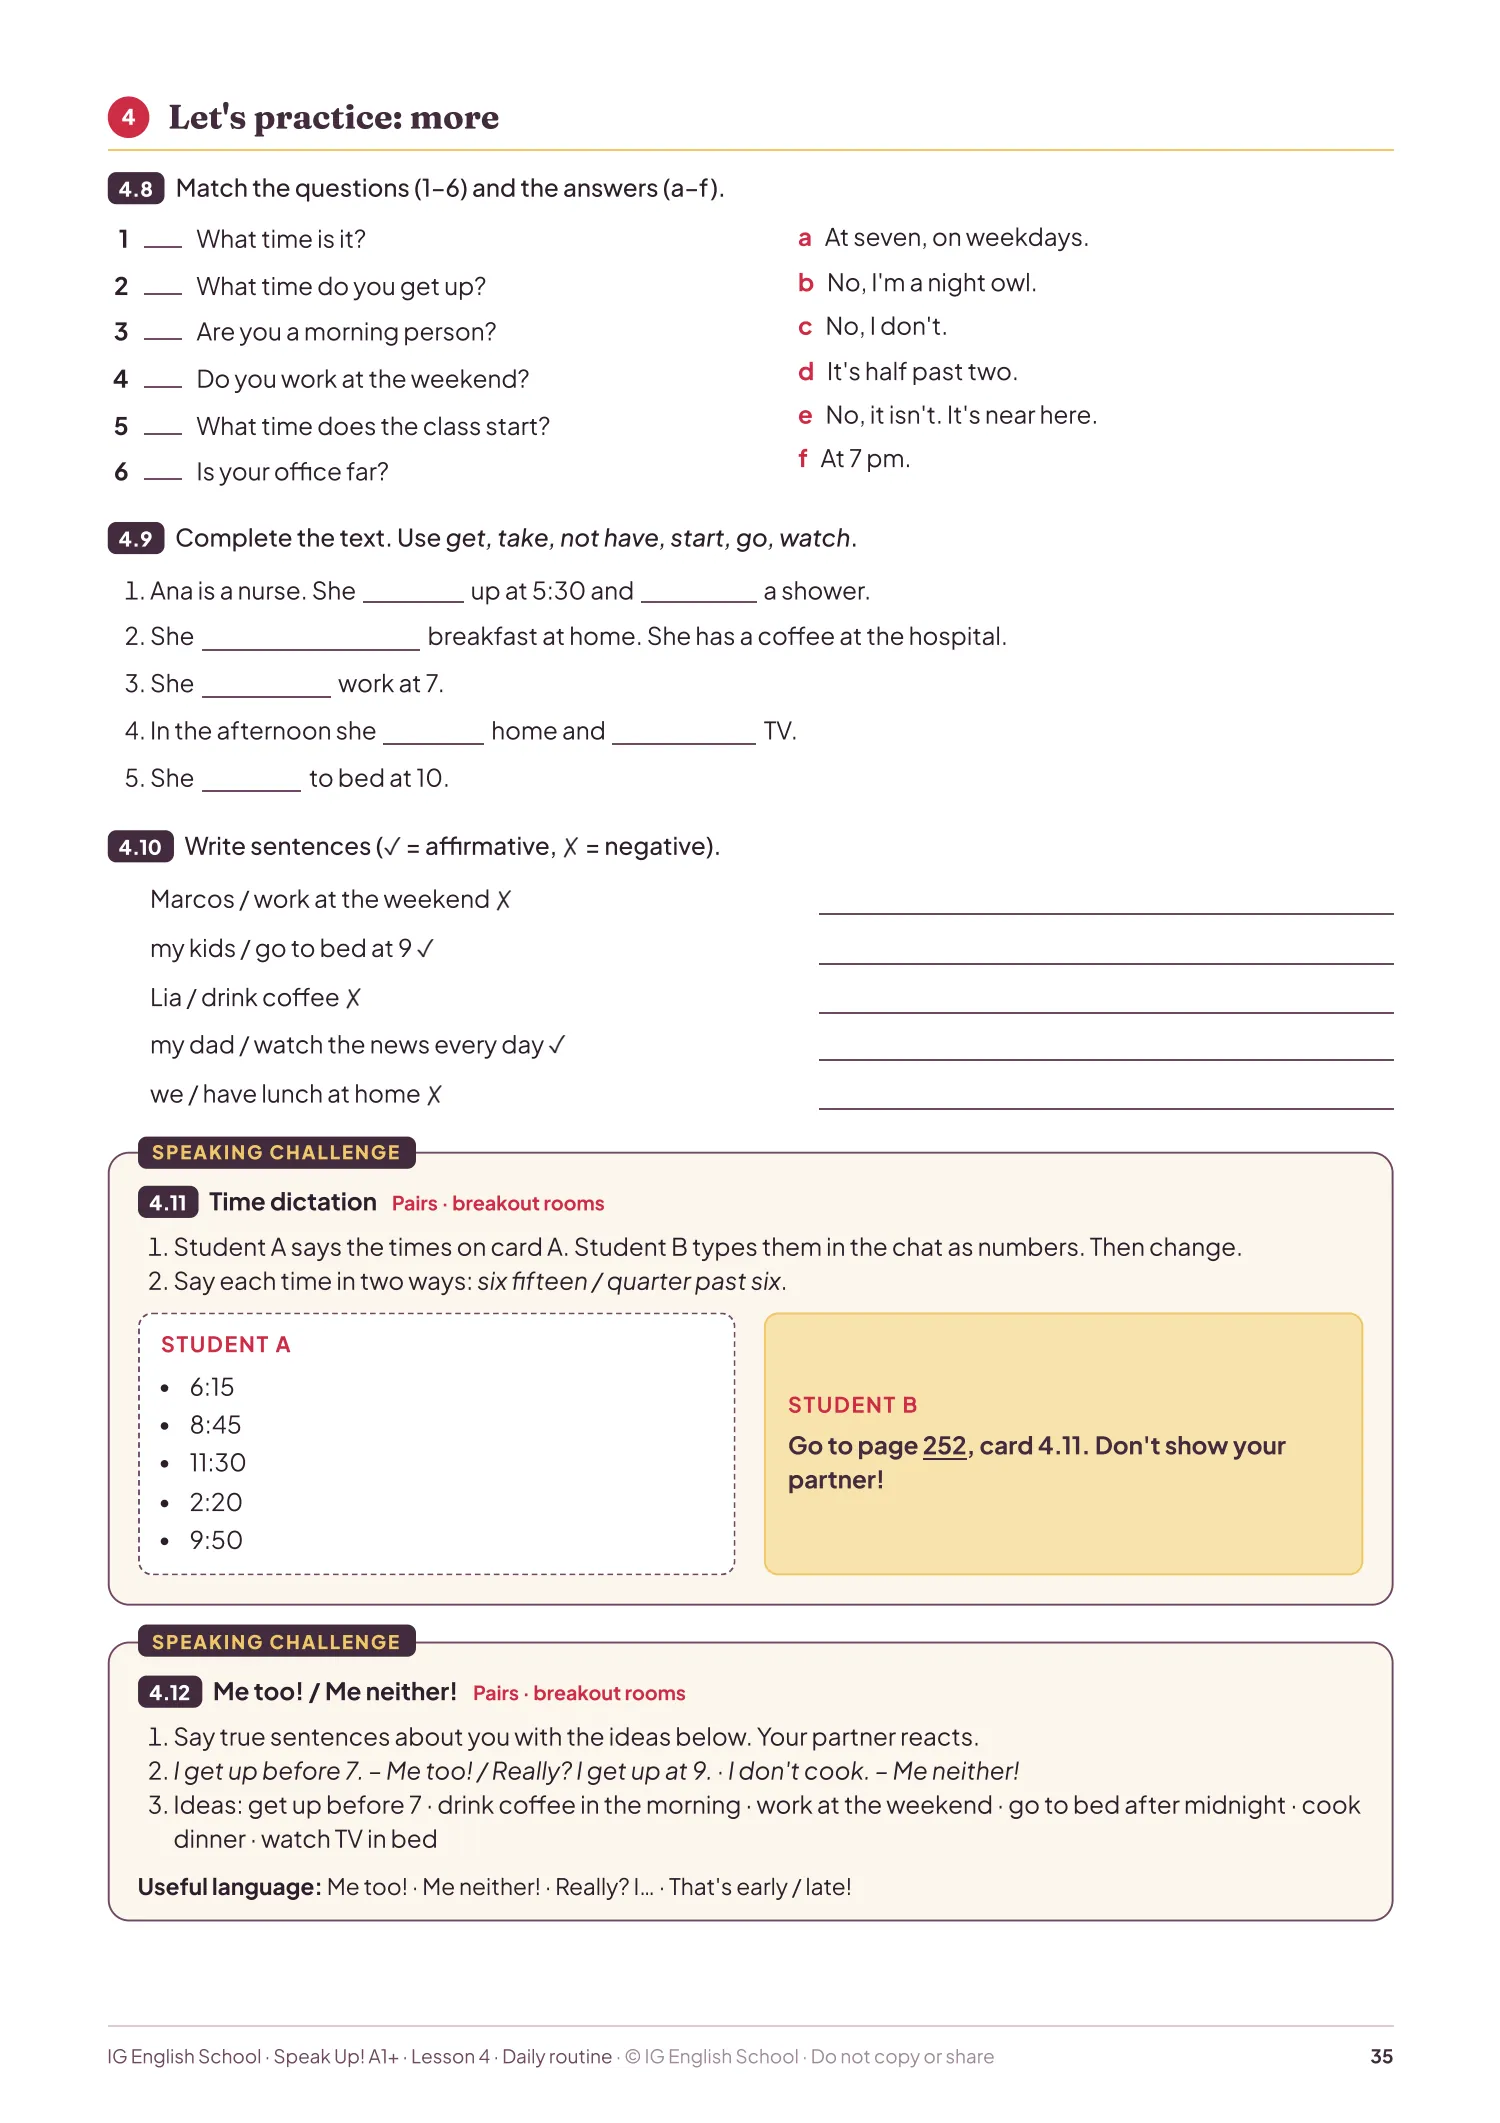 4 Let's practice: more
4.8 Match the questions (1–6) and the answers (a–f).
1 ___ What time is it?
2 ___ What time do you get up?
3 ___ Are you a morning person?
4 ___ Do you work at the weekend?
5 ___ What time does the class start?
6 ___ Is your office far?
a At seven, on weekdays.
b No, I'm a night owl.
c No, I don't.
d It's half past two.
e No, it isn't. It's near here.
f At 7 pm.
4.9 Complete the text. Use get, take, not have, start, go, watch.
1. Ana is a nurse. She ________ up at 5:30 and ________ a shower.
2. She ________ breakfast at home. She has a coffee at the hospital.
3. She ________ work at 7.
4. In the afternoon she ________ home and ________ TV.
5. She ________ to bed at 10.
4.10 Write sentences (✓ = affirmative, ✗ = negative).
Marcos / work at the weekend ✗
my kids / go to bed at 9 ✓
Lia / drink coffee ✗
my dad / watch the news every day ✓
we / have lunch at home ✗
SPEAKING CHALLENGE
4.11 Time dictation Pairs · breakout rooms
1. Student A says the times on card A. Student B types them in the chat as numbers. Then change.
2. Say each time in two ways: six fifteen / quarter past six.
STUDENT A
• 6:15
• 8:45
• 11:30
• 2:20
• 9:50
STUDENT B
Go to page 252, card 4.11. Don't show your
partner!
SPEAKING CHALLENGE
4.12 Me too! / Me neither! Pairs · breakout rooms
1. Say true sentences about you with the ideas below. Your partner reacts.
2. I get up before 7. – Me too! / Really? I get up at 9. · I don't cook. – Me neither!
3. Ideas: get up before 7 · drink coffee in the morning · work at the weekend · go to bed after midnight · cook
dinner · watch TV in bed
Useful language: Me too! · Me neither! · Really? I… · That's early / late!
IG English School · Speak Up! A1+ · Lesson 4 · Daily routine · © IG English School · Do not copy or share 35